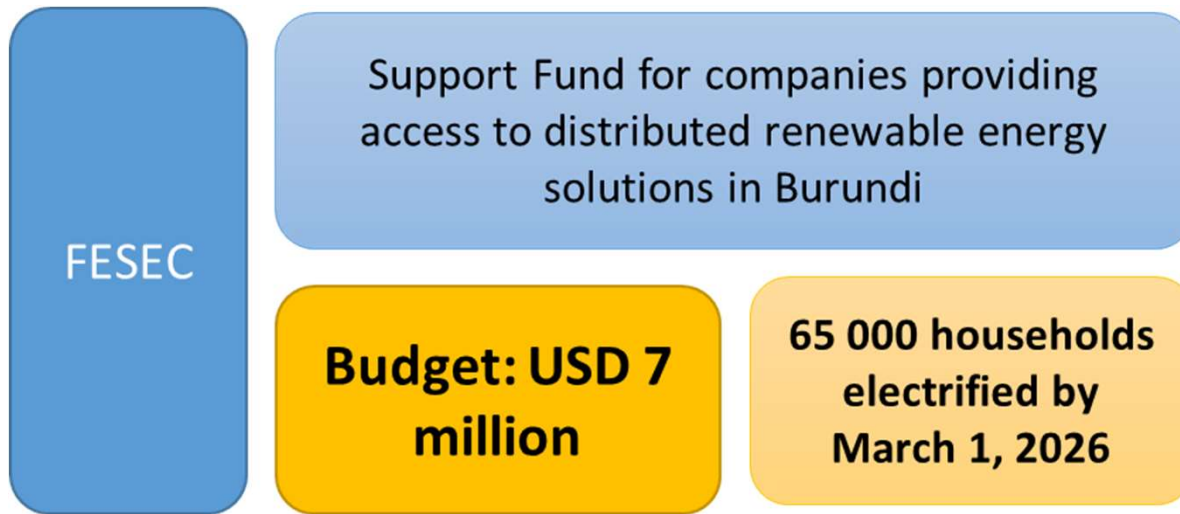 FESEC
Support Fund for companies providing
access to distributed renewable energy
solutions in Burundi
Budget: USD 7
million
65 000 households
electrified by
March 1, 2026